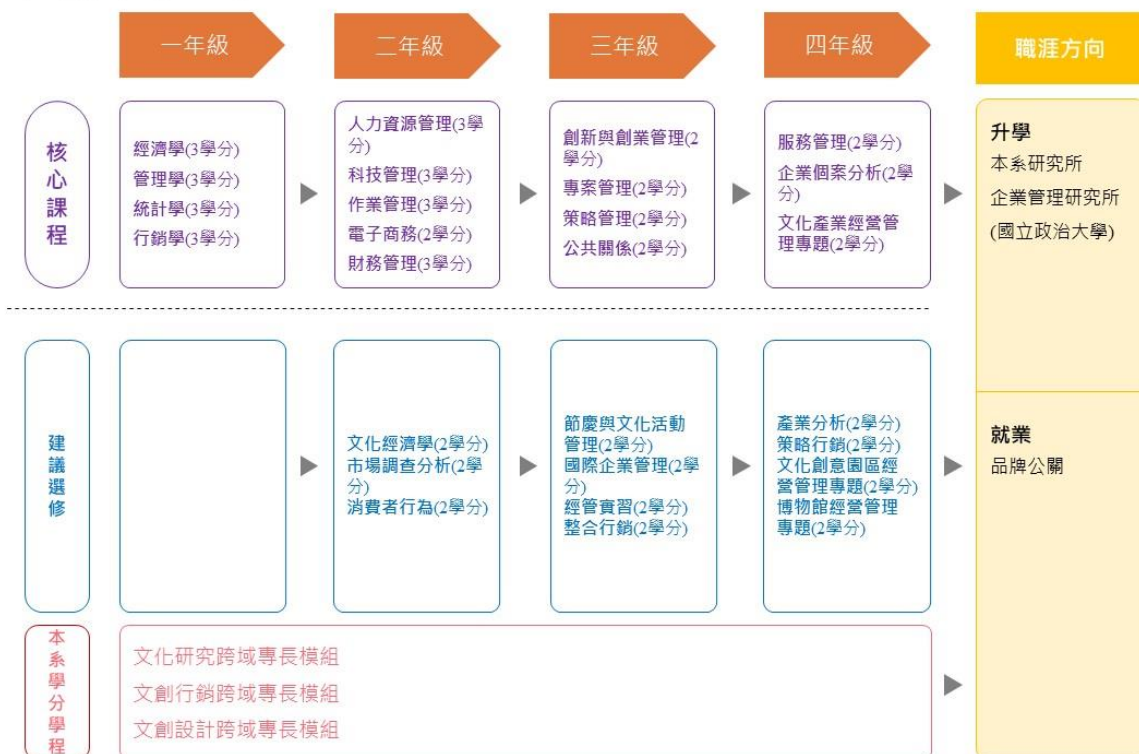 一年級
二年級
三年級
四年級
職涯方向
核心課程
經濟學(3學分)
管理學(3學分)
統計學(3學分)
行銷學(3學分)
人力資源管理(3學
分)
科技管理(3學分)
作業管理(3學分)
電子商務(2學分)
財務管理(3學分)
創新與創業管理(2
學分)
專案管理(2學分)
策略管理(2學分)
公共關係(2學分)
服務管理(2學分)
企業個案分析(2學
分)
文化產業經營管
理專題(2學分)
升學
本系研究所
企業管理研究所
(國立政治大學)
建議選修
文化經濟學(2學分)
市場調查分析(2學
分)
消費者行為(2學分)
節慶與文化活動
管理(2學分)
國際企業管理(2學
分)
經管實習(2學分)
整合行銷(2學分)
產業分析(2學分)
策略行銷(2學分)
文化創意園區經
營管理專題(2學分)
博物館經營管理
專題(2學分)
就業
品牌公關
本系學分學程
文化研究跨域專長模組
文創行銷跨域專長模組
文創設計跨域專長模組